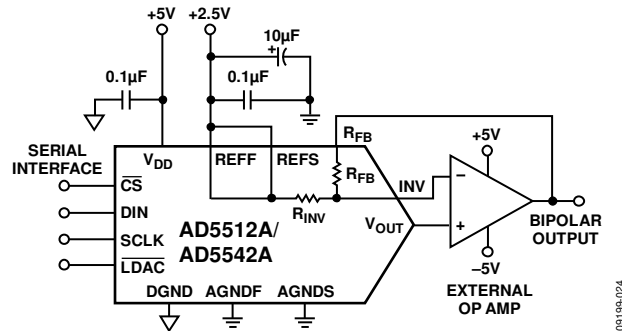 +5V
+2.5V
10µF
+
0.1µF
0.1µF
SERIAL
INTERFACE
V_DD
REFF
REFS
R_FB
R_FB
+5V
CS
DIN
SCLK
LDAC
R_INV
INV
−
AD5512A/
AD5542A
V_OUT
+
BIPOLAR
OUTPUT
−5V
EXTERNAL
OP AMP
DGND
AGNDF
AGNDS
09199-024